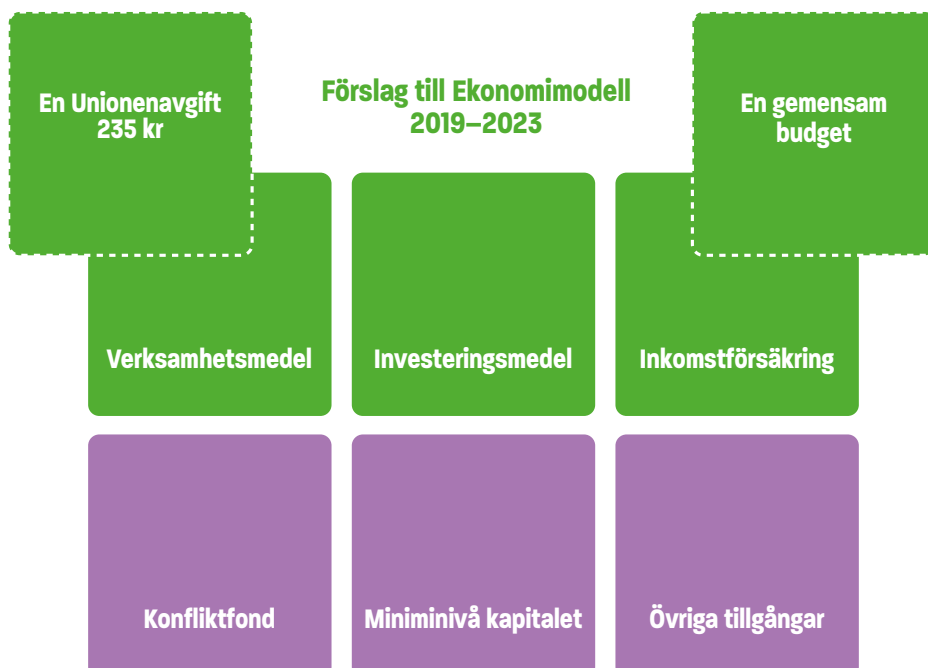 En Unionenavgift
235 kr
Förslag till Ekonomimodell
2019–2023
En gemensam
budget
Verksamhetsmedel
Investeringsmedel
Inkomstförsäkring
Konfliktfond
Miniminivå kapitalet
Övriga tillgångar